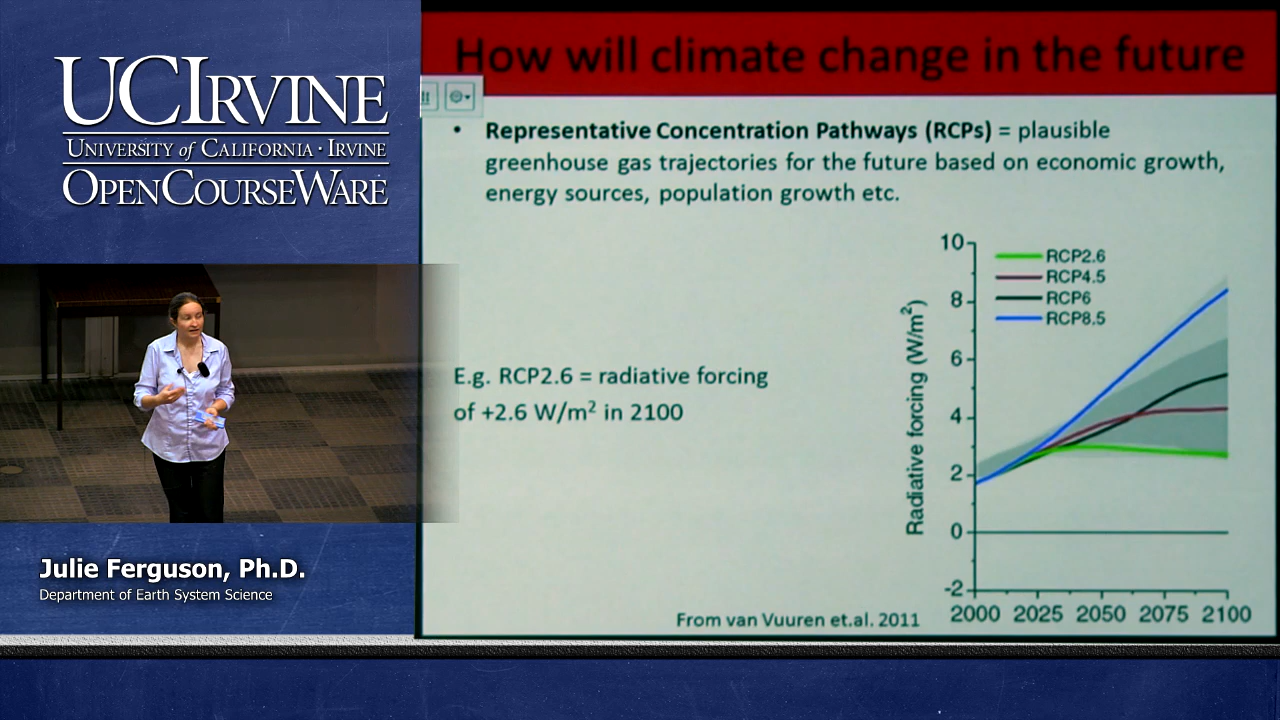 UCIRVINE
UNIVERSITY of CALIFORNIA · IRVINE
OPENCOURSEWARE
Julie Ferguson, Ph.D.
Department of Earth System Science
How will climate change in the future
• Representative Concentration Pathways (RCPs) = plausible
greenhouse gas trajectories for the future based on economic growth,
energy sources, population growth etc.
E.g. RCP2.6 = radiative forcing
of +2.6 W/m² in 2100
Radiative forcing (W/m²)
10
8
6
4
2
0
-2
2000 2025 2050 2075 2100
RCP2.6
RCP4.5
RCP6
RCP8.5
From van Vuuren et.al. 2011